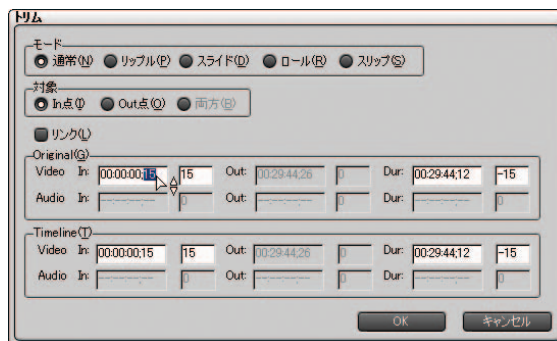 トリム
モード
通常(N) リップル(P) スライド(D) ロール(R) スリップ(S)
対象
In点(I) Out点(O) 両方(B)
リンク(L)
Original(G)
Video In: 00:00:00;15 15 Out: 00:29:44;26 0 Dur: 00:29:44;12 -15
Audio In: --:--:--;-- 0 Out: --:--:--;-- 0 Dur: --:--:--;-- 0
Timeline(T)
Video In: 00:00:00;15 15 Out: 00:29:44;26 0 Dur: 00:29:44;12 -15
Audio In: --:--:--;-- 0 Out: --:--:--;-- 0 Dur: --:--:--;-- 0
OK キャンセル